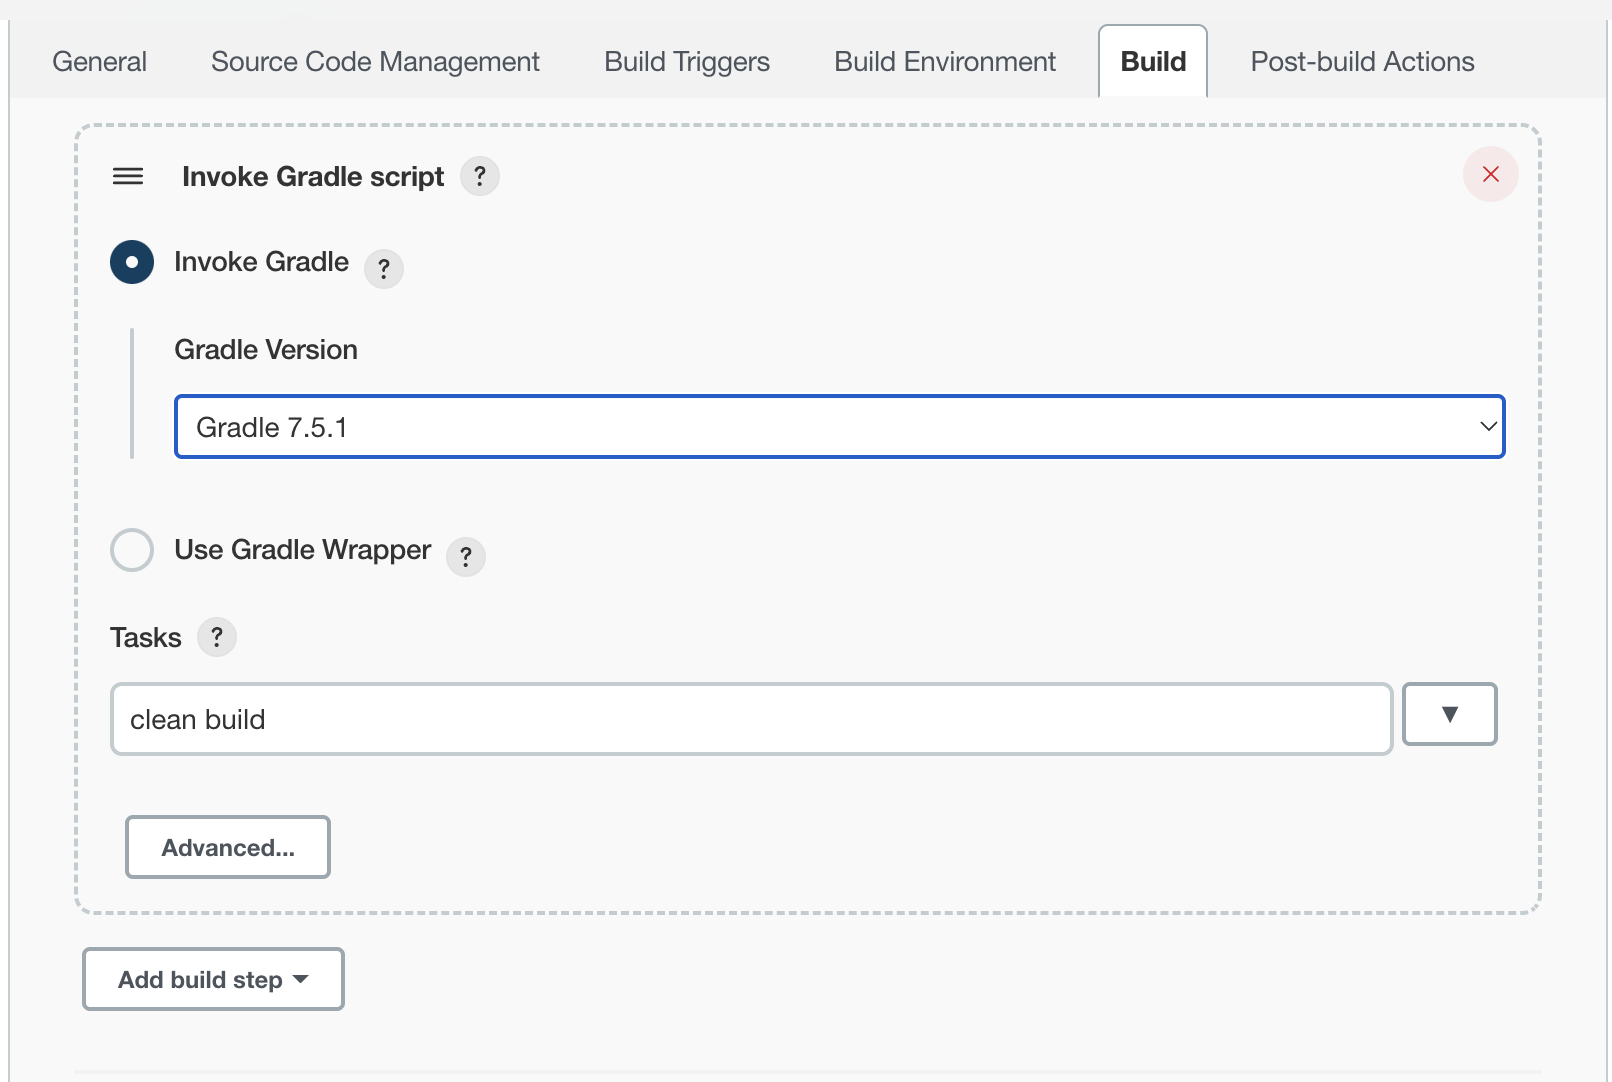 General Source Code Management Build Triggers Build Environment Build Post-build Actions
Invoke Gradle script ?
Invoke Gradle ?
Gradle Version
Gradle 7.5.1
Use Gradle Wrapper ?
Tasks ?
clean build
Advanced...
Add build step